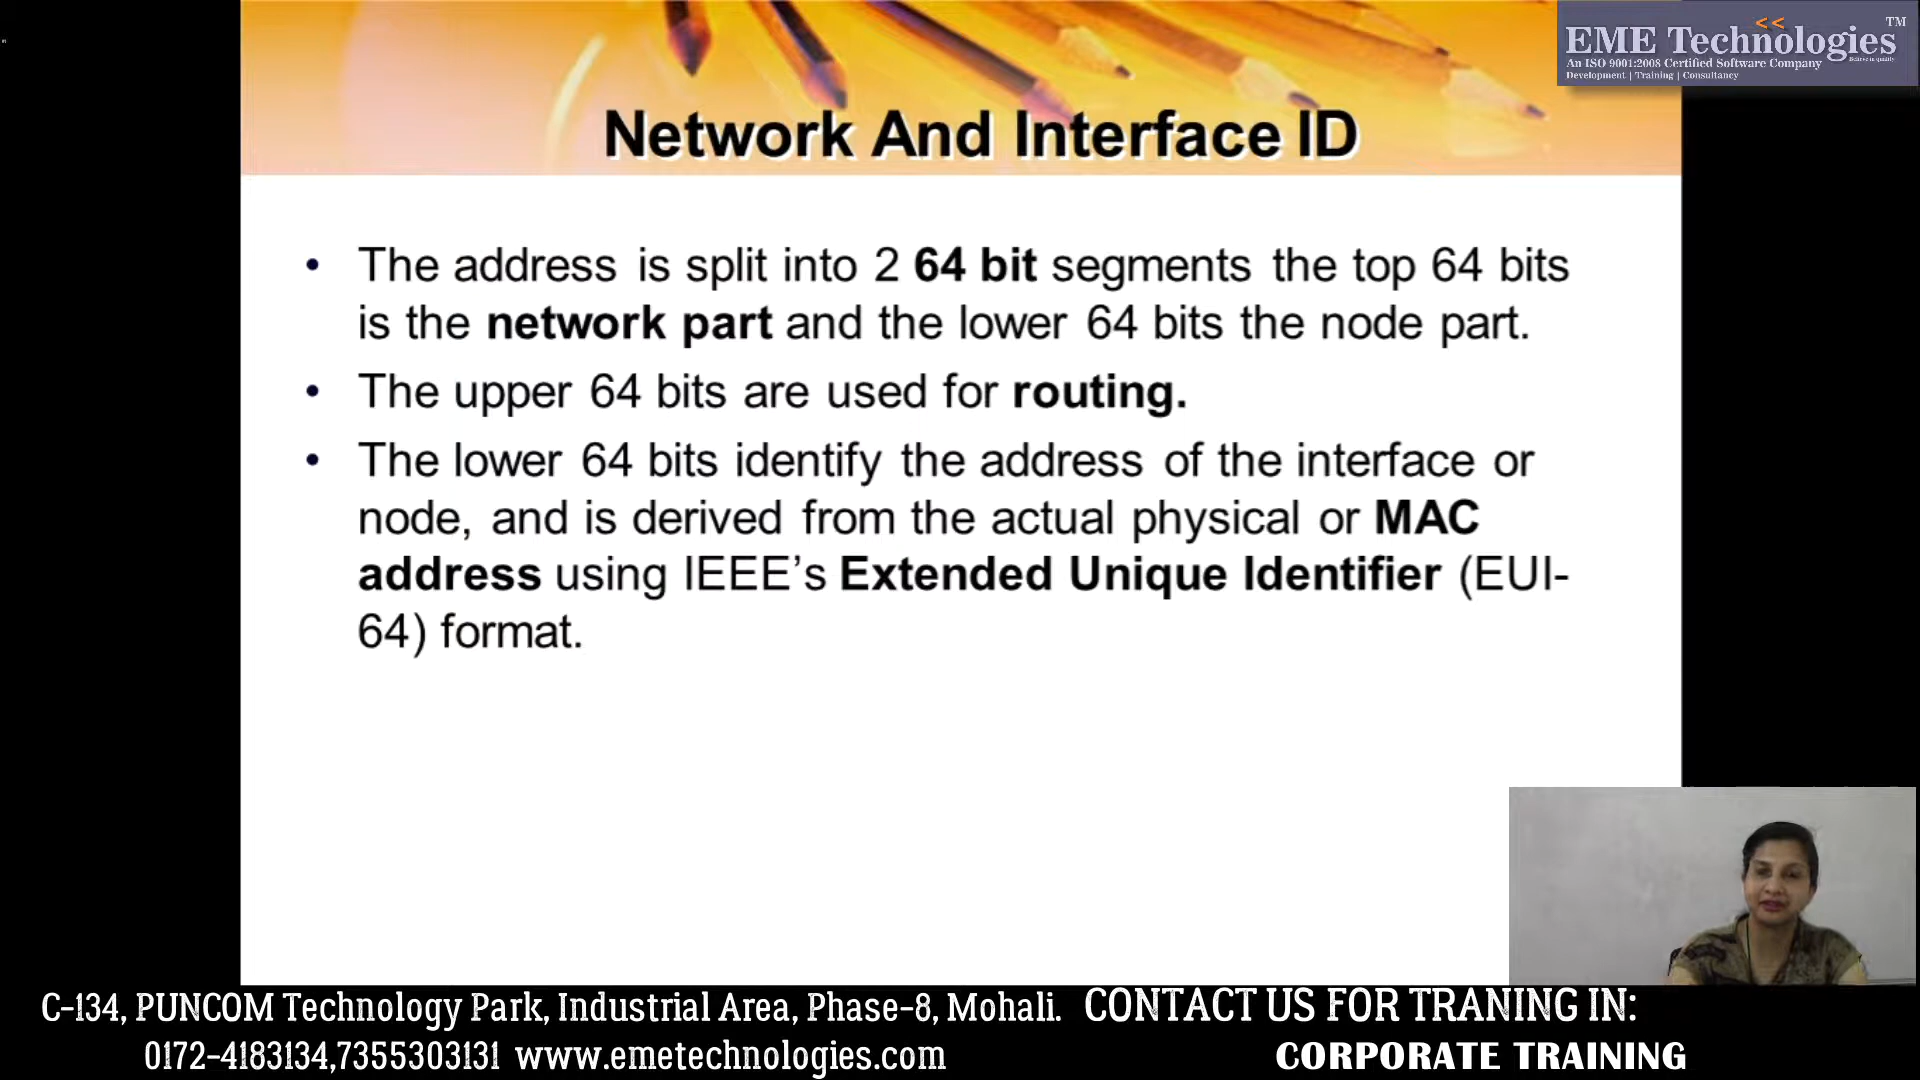 <<
EME Technologies TM
Believe in quality
An ISO 9001:2008 Certified Software Company
Development | Training | Consultancy
Network And Interface ID
• The address is split into 2 64 bit segments the top 64 bits
is the network part and the lower 64 bits the node part.
• The upper 64 bits are used for routing.
• The lower 64 bits identify the address of the interface or
node, and is derived from the actual physical or MAC
address using IEEE’s Extended Unique Identifier (EUI-
64) format.
C-134, PUNCOM Technology Park, Industrial Area, Phase-8, Mohali. CONTACT US FOR TRANING IN:
0172-4183134,7355303131 www.emetechnologies.com CORPORATE TRAINING